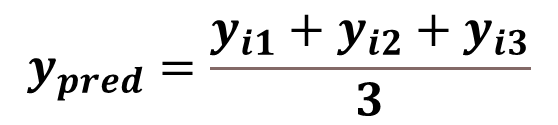 y_pred = (y_i1 + y_i2 + y_i3) / 3